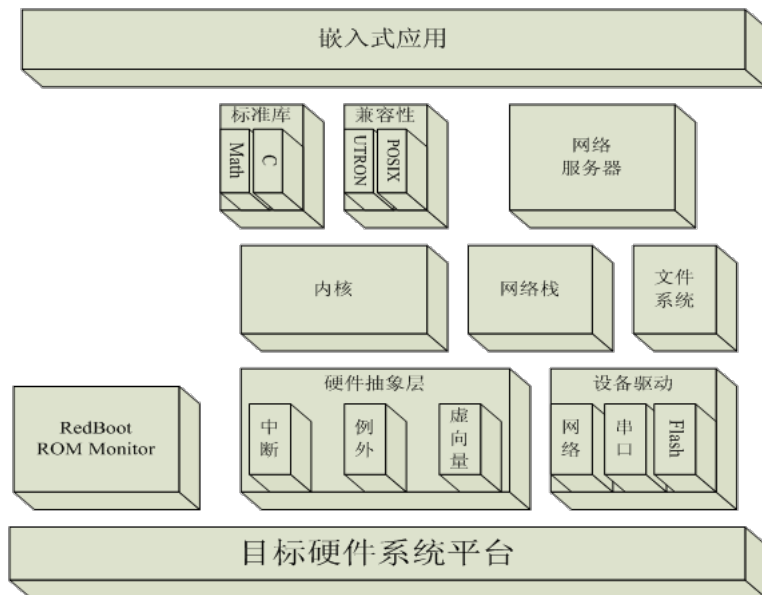 嵌入式应用
标准库
Math
C
兼容性
UTRON
POSIX
网络
服务器
内核
网络栈
文件
系统
RedBoot
ROM Monitor
硬件抽象层
中断
例外
虚向量
设备驱动
网络
串口
Flash
目标硬件系统平台